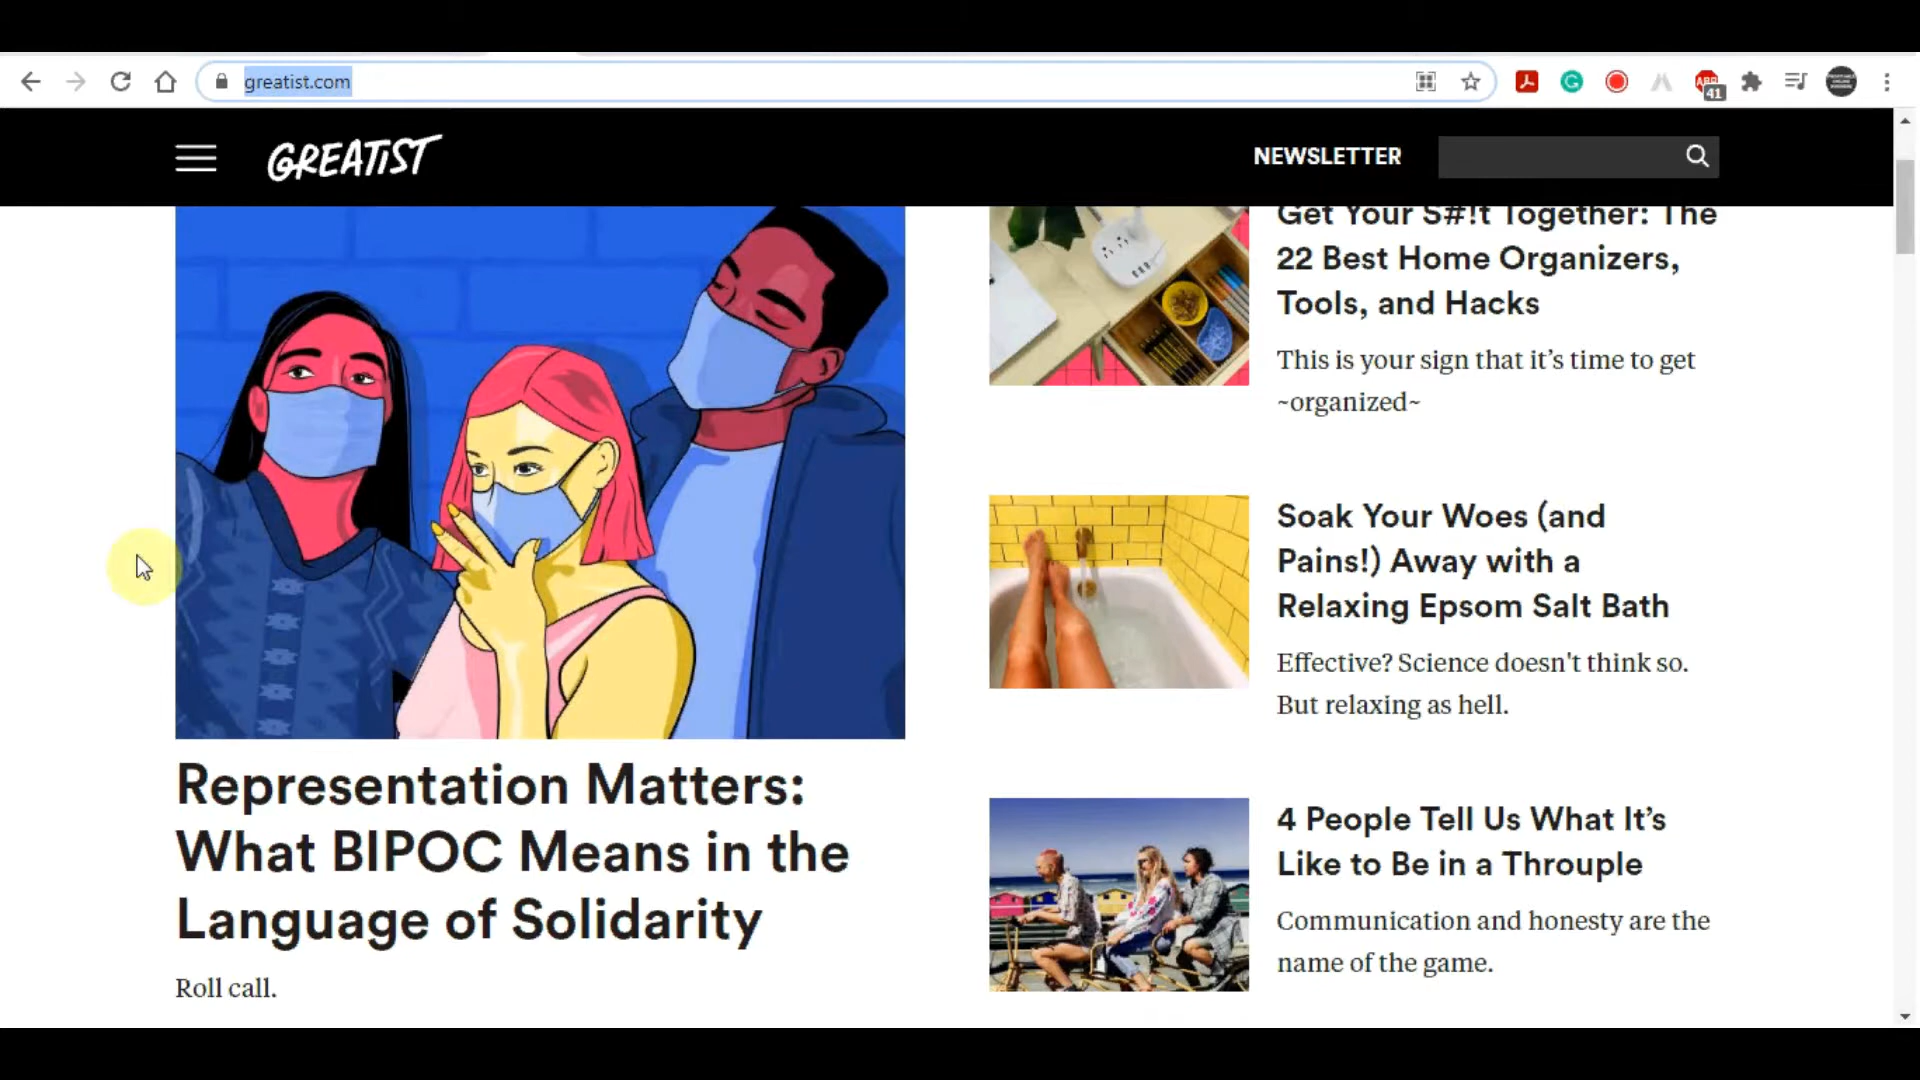 greatist.com
ABP
41
GREATIST
NEWSLETTER
Representation Matters:
What BIPOC Means in the
Language of Solidarity
Roll call.
Get Your S#!t Together: The
22 Best Home Organizers,
Tools, and Hacks
This is your sign that it’s time to get
~organized~
Soak Your Woes (and
Pains!) Away with a
Relaxing Epsom Salt Bath
Effective? Science doesn't think so.
But relaxing as hell.
4 People Tell Us What It’s
Like to Be in a Throuple
Communication and honesty are the
name of the game.